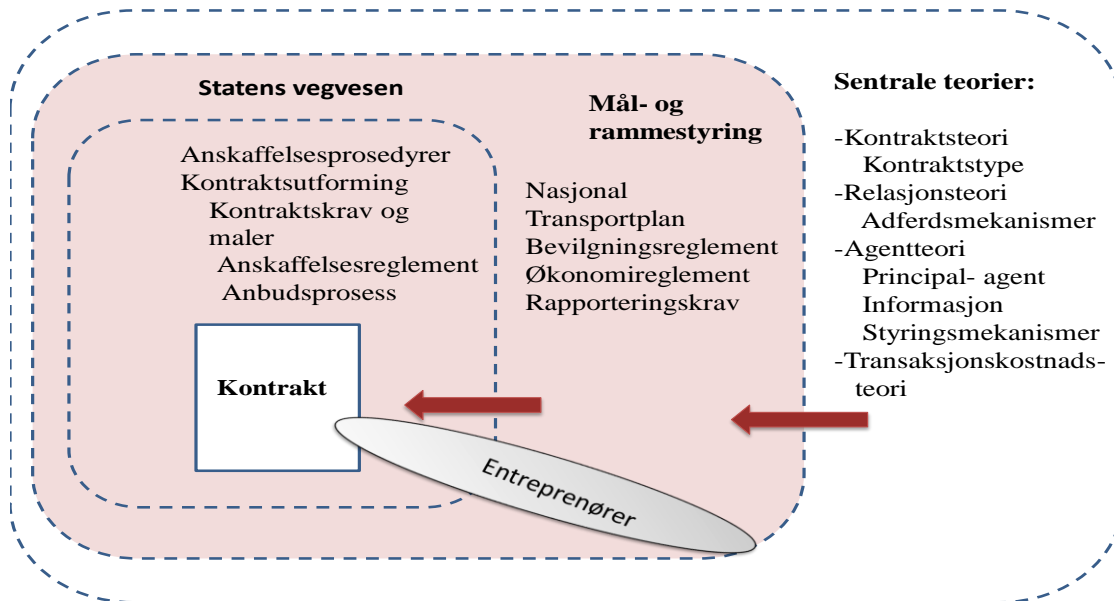 Statens vegvesen
Anskaffelsesprosedyrer
Kontraktsutforming
Kontraktskrav og
maler
Anskaffelsesreglement
Anbudsprosess
Kontrakt
Mål- og
rammestyring
Nasjonal
Transportplan
Bevilgningsreglement
Økonomireglement
Rapporteringskrav
Entreprenører
Sentrale teorier:
-Kontraktsteori
Kontraktstype
-Relasjonsteori
Adferdsmekanismer
-Agentteori
Principal- agent
Informasjon
Styringsmekanismer
-Transaksjonskostnads-
teori